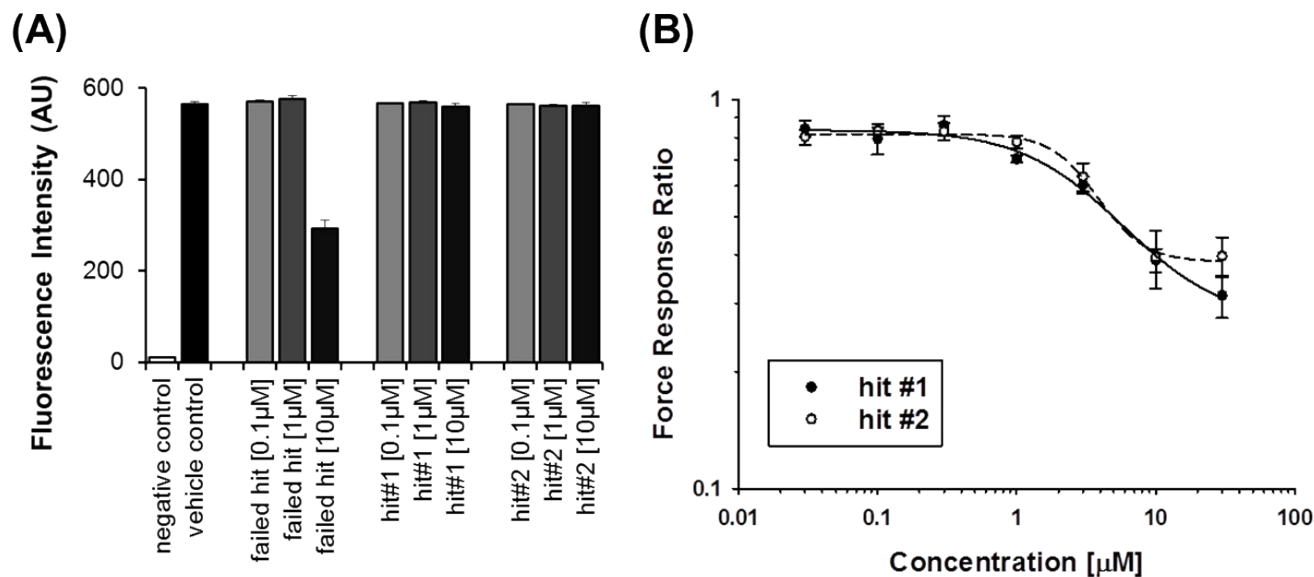 (A)
Fluorescence Intensity (AU)
600
400
200
0
negative control
vehicle control
failed hit [0.1μM]
failed hit [1μM]
failed hit [10μM]
hit#1 [0.1μM]
hit#1 [1μM]
hit#1 [10μM]
hit#2 [0.1μM]
hit#2 [1μM]
hit#2 [10μM]
(B)
Force Response Ratio
1
0.1
hit #1
hit #2
0.01
0.1
1
10
100
Concentration [μM]